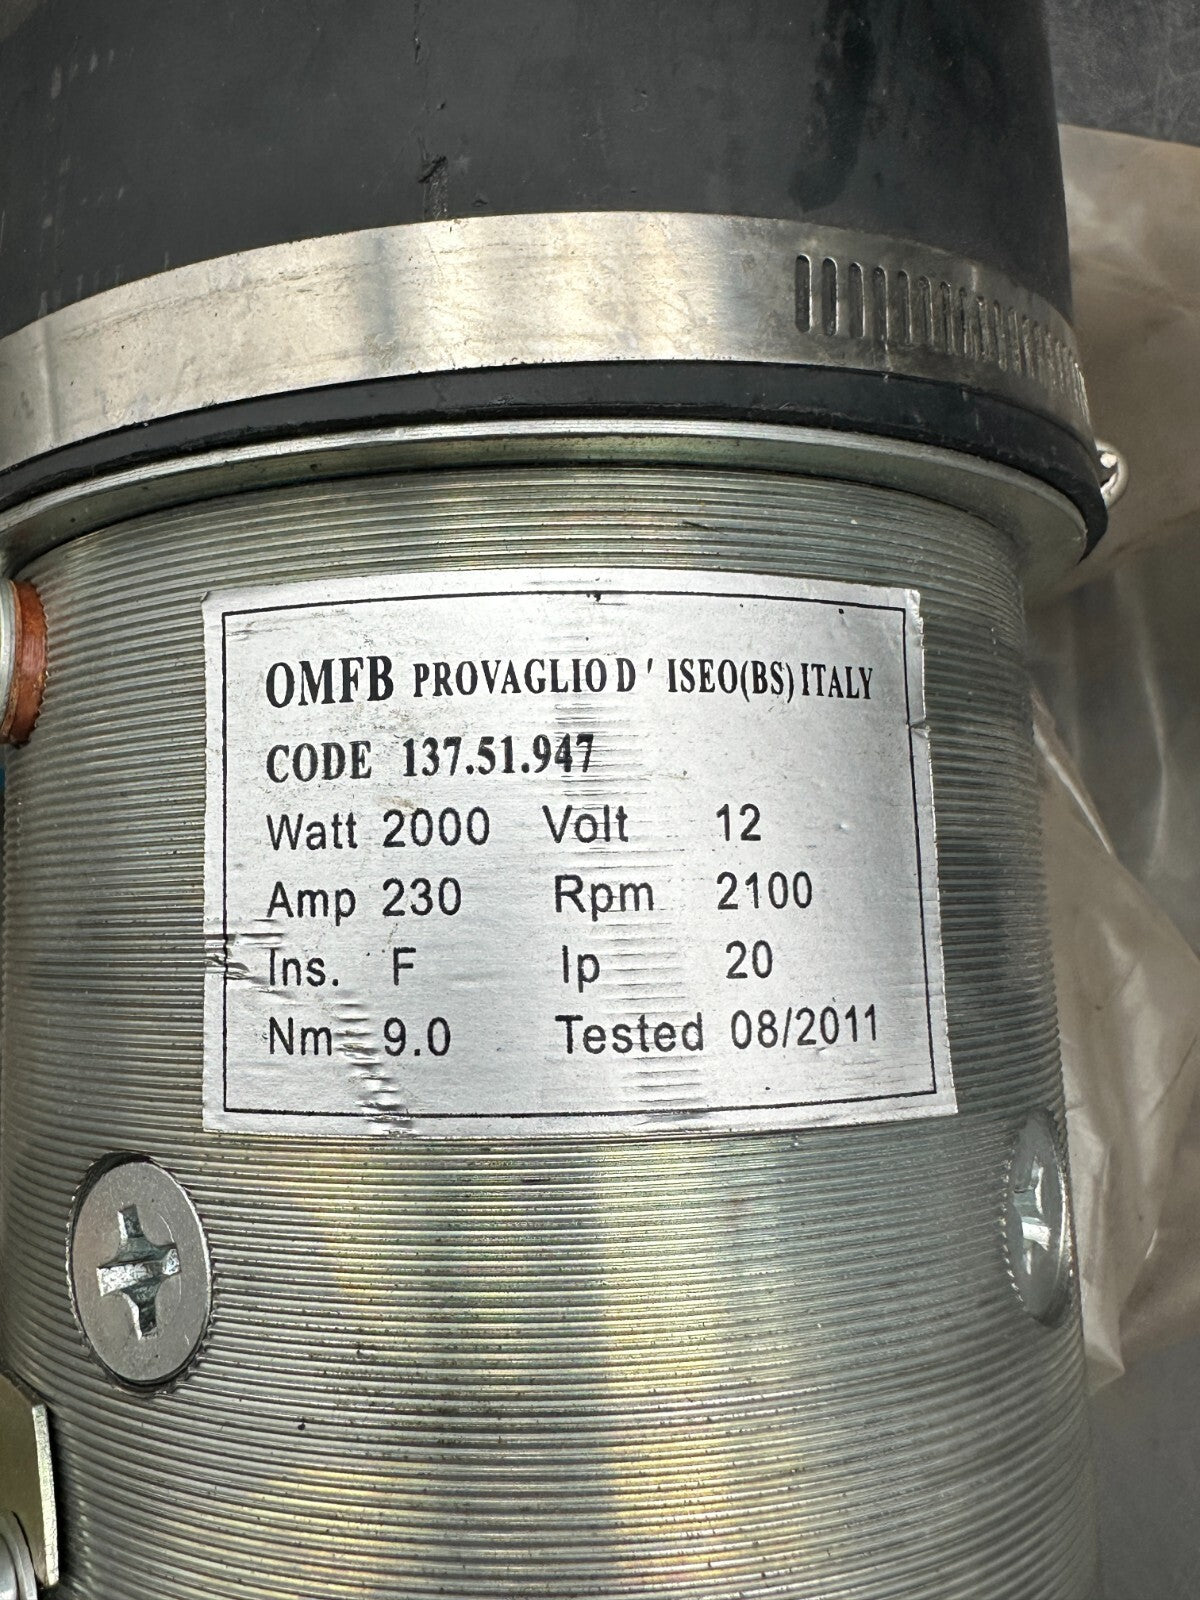 OMFB PROVAGLIO D' ISEO(BS) ITALY
CODE 137.51.947
Watt 2000 Volt 12
Amp 230 Rpm 2100
Ins. F Ip 20
Nm 9.0 Tested 08/2011